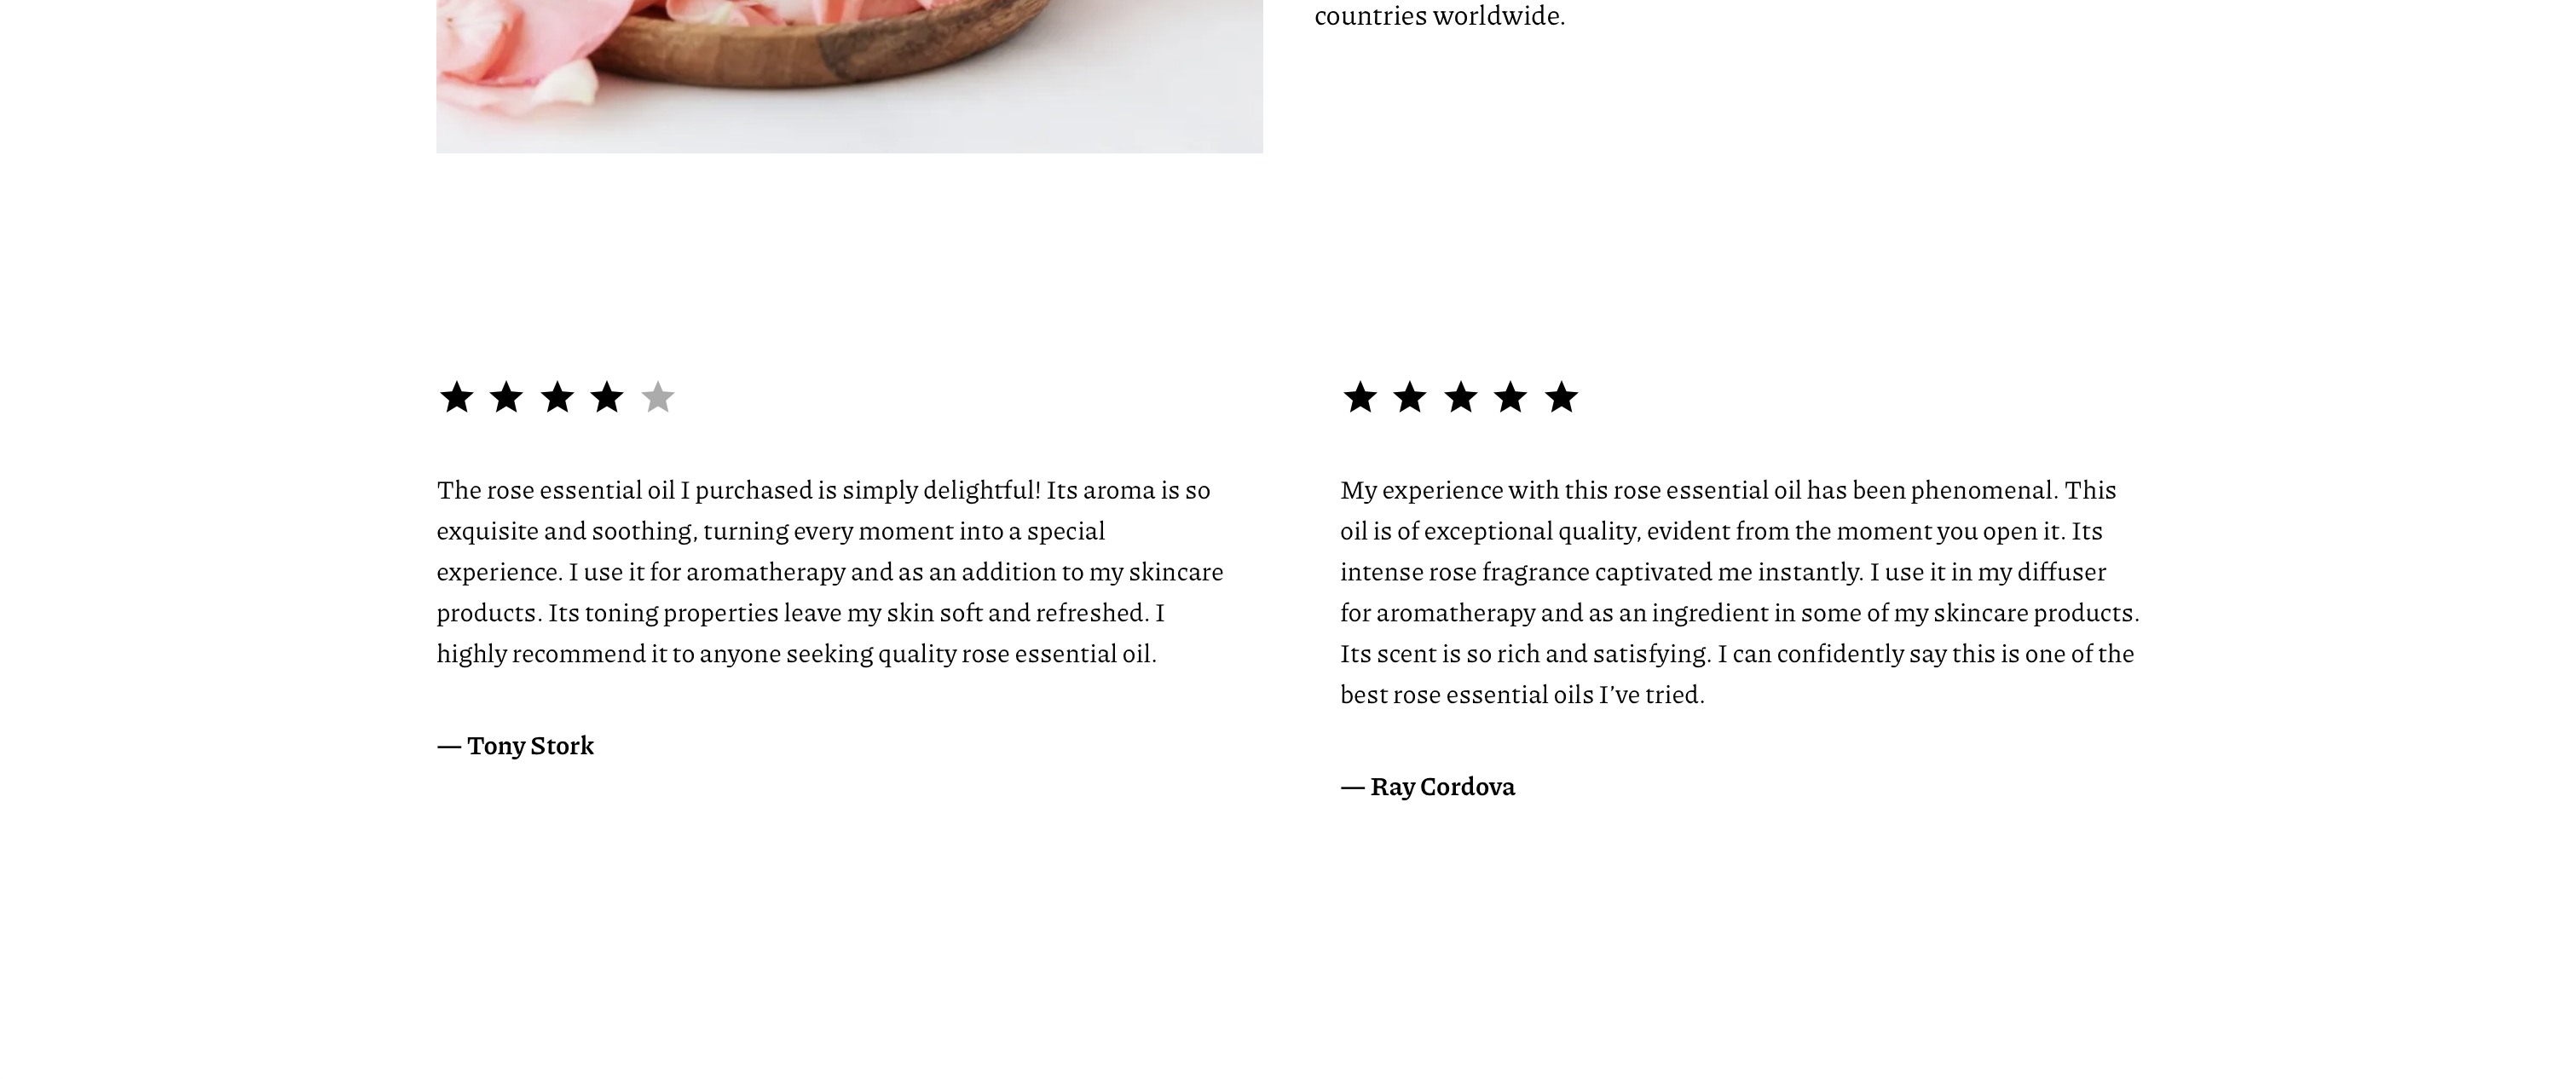 countries worldwide.
The rose essential oil I purchased is simply delightful! Its aroma is so
exquisite and soothing, turning every moment into a special
experience. I use it for aromatherapy and as an addition to my skincare
products. Its toning properties leave my skin soft and refreshed. I
highly recommend it to anyone seeking quality rose essential oil.
— Tony Stork
My experience with this rose essential oil has been phenomenal. This
oil is of exceptional quality, evident from the moment you open it. Its
intense rose fragrance captivated me instantly. I use it in my diffuser
for aromatherapy and as an ingredient in some of my skincare products.
Its scent is so rich and satisfying. I can confidently say this is one of the
best rose essential oils I’ve tried.
— Ray Cordova